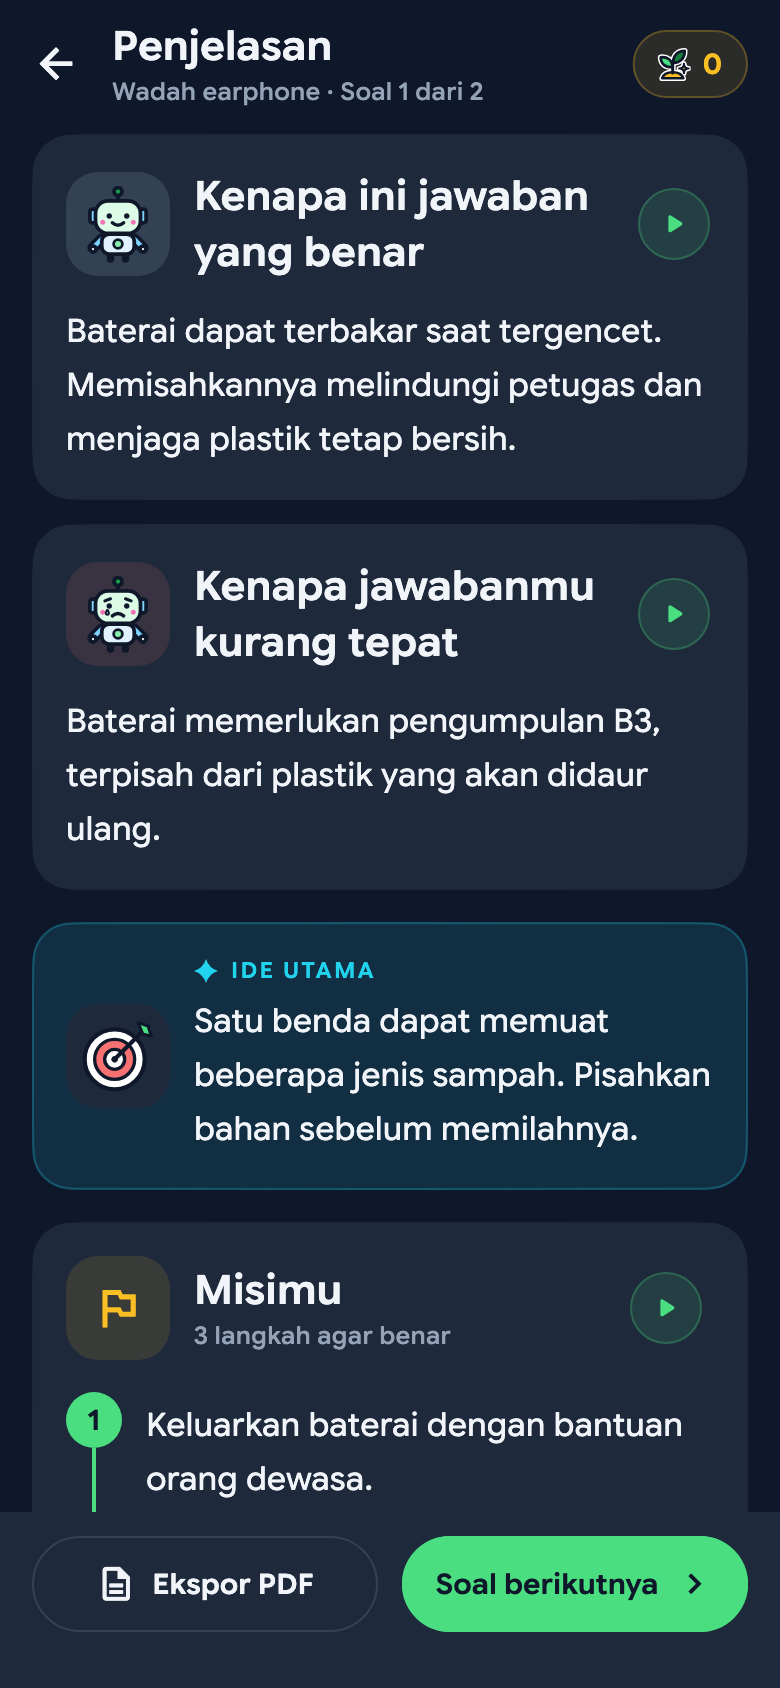 Penjelasan
Wadah earphone · Soal 1 dari 2
0
Kenapa ini jawaban
yang benar
Baterai dapat terbakar saat tergencet.
Memisahkannya melindungi petugas dan
menjaga plastik tetap bersih.
Kenapa jawabanmu
kurang tepat
Baterai memerlukan pengumpulan B3,
terpisah dari plastik yang akan didaur
ulang.
IDE UTAMA
Satu benda dapat memuat
beberapa jenis sampah. Pisahkan
bahan sebelum memilahnya.
Misimu
3 langkah agar benar
1
Keluarkan baterai dengan bantuan
orang dewasa.
Ekspor PDF
Soal berikutnya